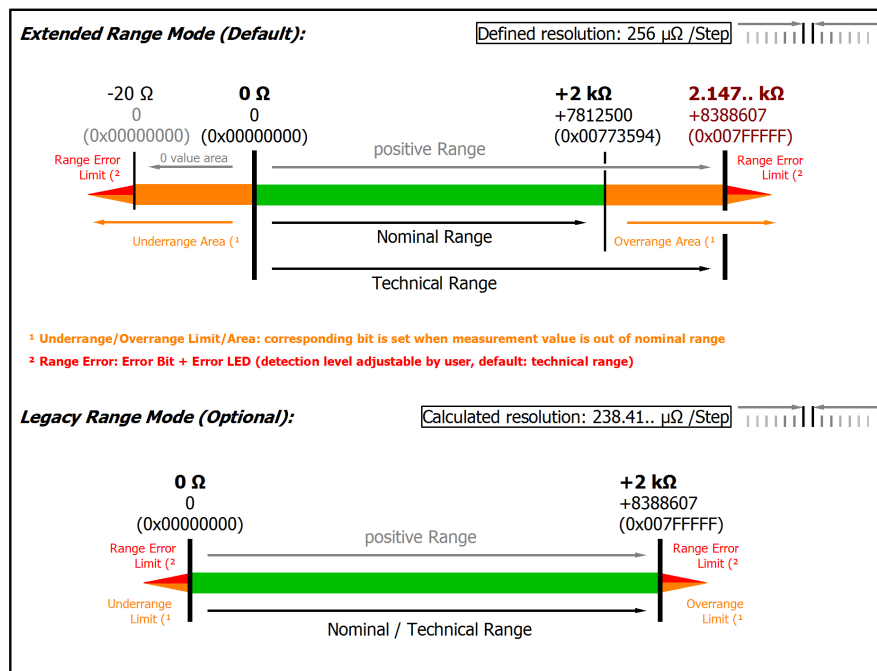 Extended Range Mode (Default):
Defined resolution: 256 µΩ /Step
-20 Ω
0
(0x00000000)
0 Ω
0
(0x00000000)
+2 kΩ
+7812500
(0x00773594)
2.147.. kΩ
+8388607
(0x007FFFFF)
Range Error
Limit (²
0 value area
positive Range
Range Error
Limit (²
Underrange Area (¹
Nominal Range
Overrange Area (¹
Technical Range
¹ Underrange/Overrange Limit/Area: corresponding bit is set when measurement value is out of nominal range
² Range Error: Error Bit + Error LED (detection level adjustable by user, default: technical range)
Legacy Range Mode (Optional):
Calculated resolution: 238.41.. µΩ /Step
0 Ω
0
(0x00000000)
+2 kΩ
+8388607
(0x007FFFFF)
Range Error
Limit (²
positive Range
Range Error
Limit (²
Underrange
Limit (¹
Overrange
Limit (¹
Nominal / Technical Range